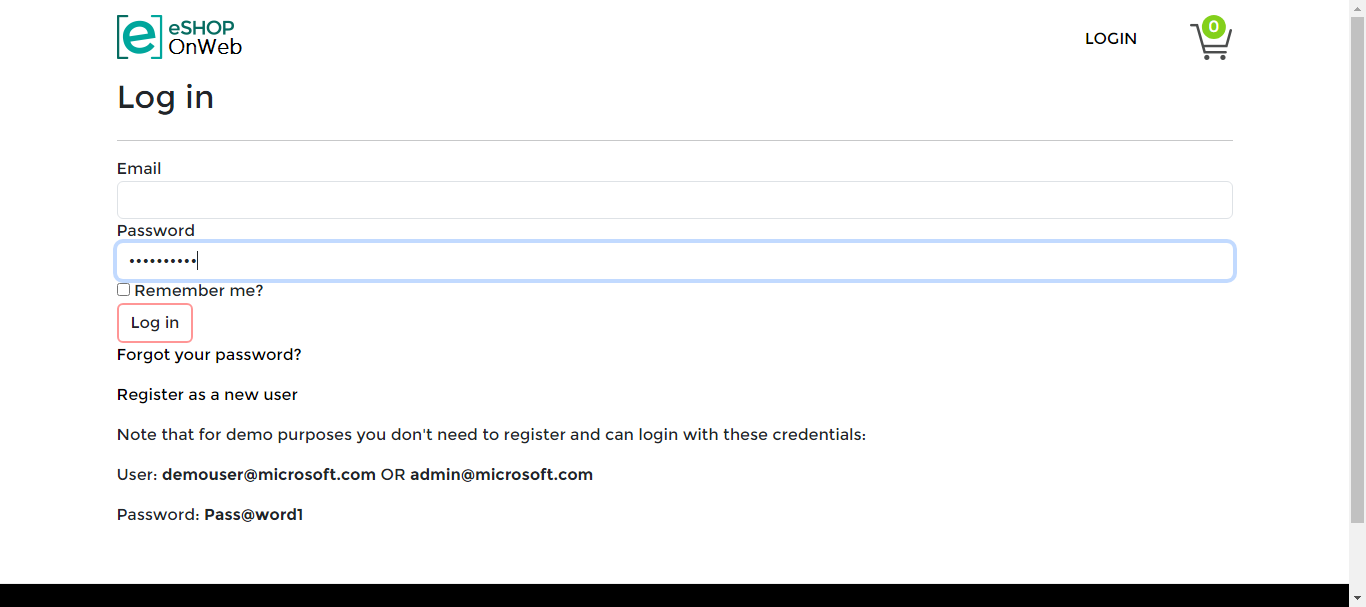 eSHOP
OnWeb
LOGIN
0
Log in
Email
Password
••••••••••
Remember me?
Log in
Forgot your password?
Register as a new user
Note that for demo purposes you don't need to register and can login with these credentials:
User: demouser@microsoft.com OR admin@microsoft.com
Password: Pass@word1